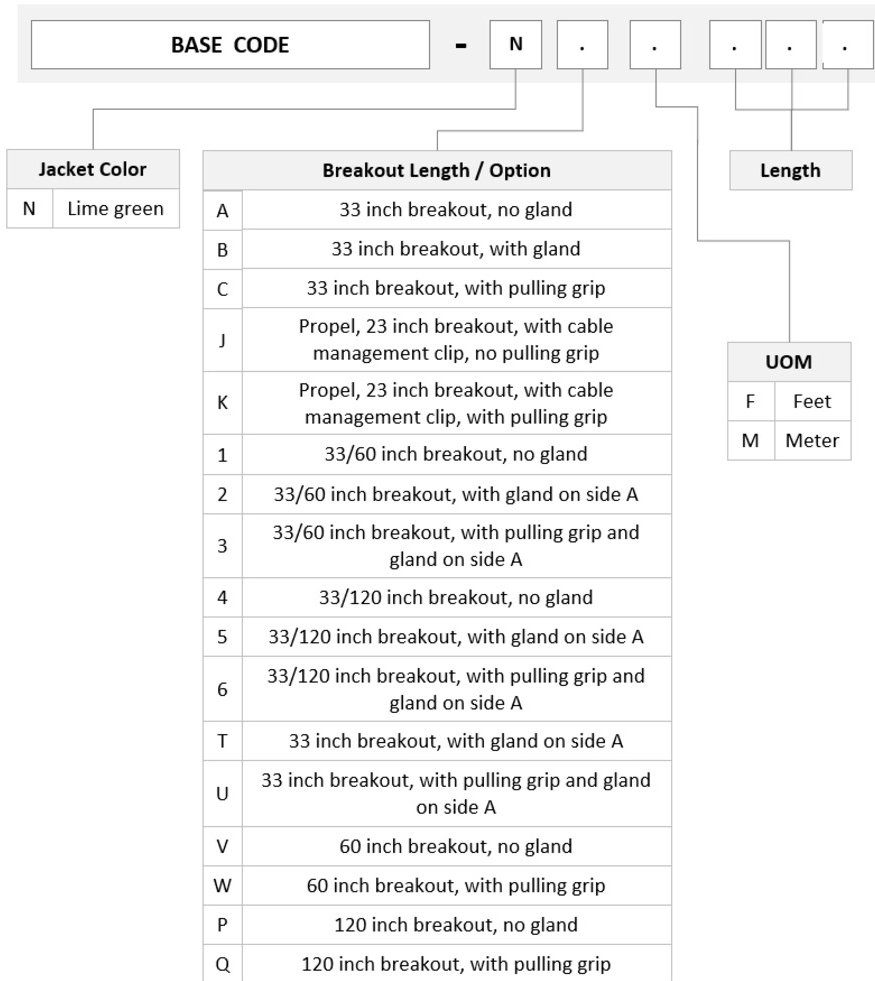 BASE CODE - N . . . . .
Jacket Color
N Lime green
Breakout Length / Option
A 33 inch breakout, no gland
B 33 inch breakout, with gland
C 33 inch breakout, with pulling grip
J Propel, 23 inch breakout, with cable
management clip, no pulling grip
K Propel, 23 inch breakout, with cable
management clip, with pulling grip
1 33/60 inch breakout, no gland
2 33/60 inch breakout, with gland on side A
3 33/60 inch breakout, with pulling grip and
gland on side A
4 33/120 inch breakout, no gland
5 33/120 inch breakout, with gland on side A
6 33/120 inch breakout, with pulling grip and
gland on side A
T 33 inch breakout, with gland on side A
U 33 inch breakout, with pulling grip and gland
on side A
V 60 inch breakout, no gland
W 60 inch breakout, with pulling grip
P 120 inch breakout, no gland
Q 120 inch breakout, with pulling grip
Length
UOM
F Feet
M Meter